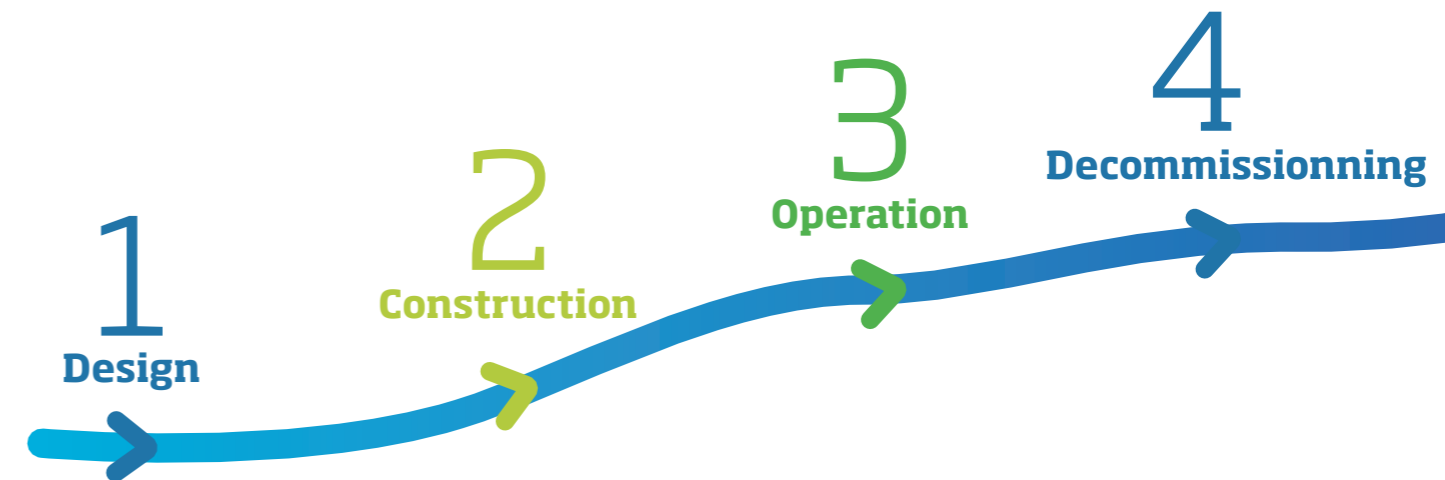 1
Design
2
Construction
3
Operation
4
Decommissionning